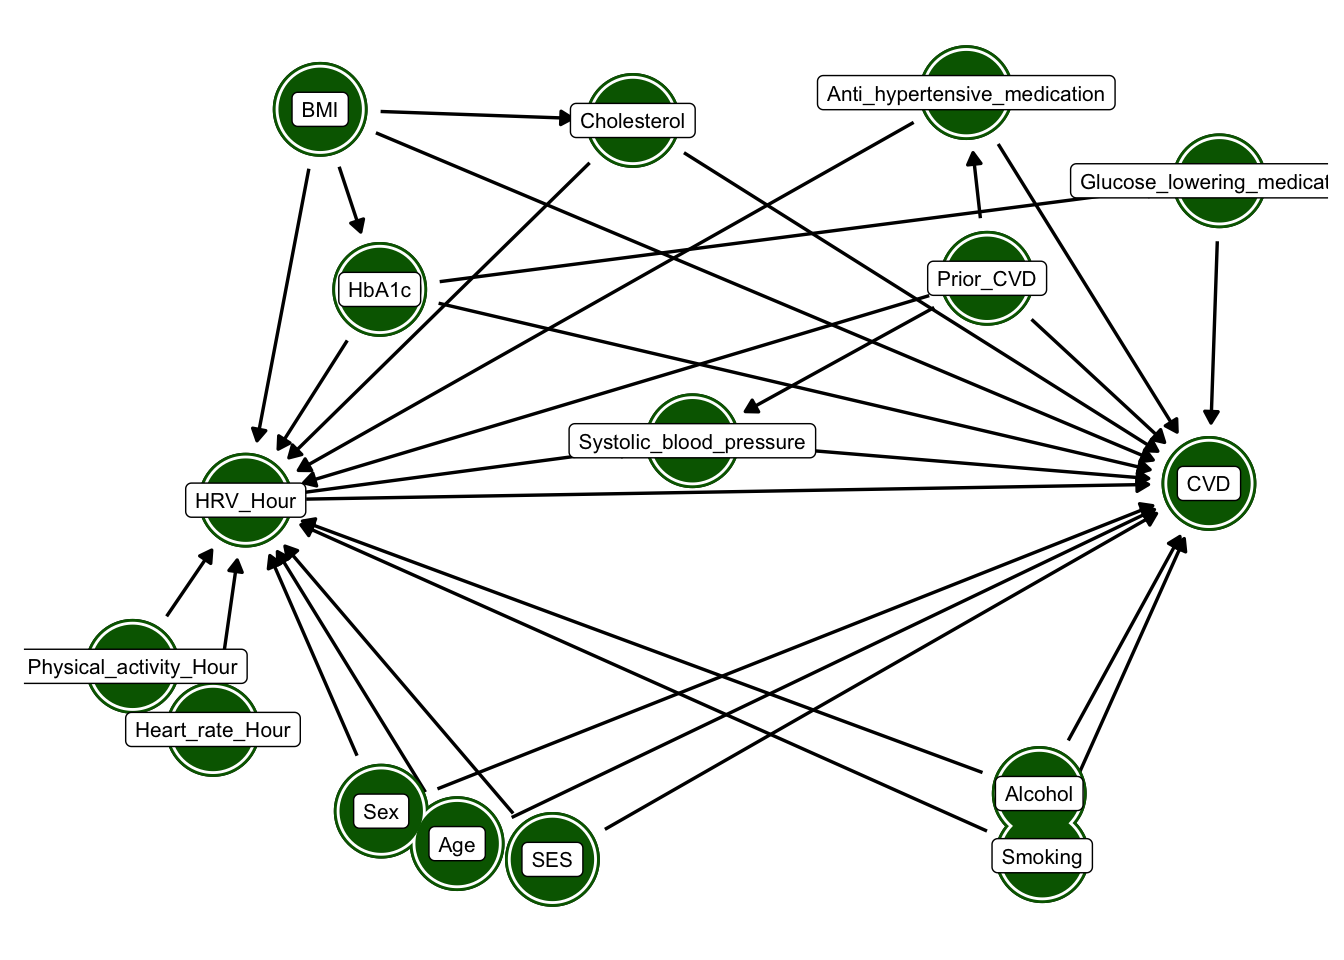 BMI
Cholesterol
Anti_hypertensive_medication
Glucose_lowering_medicat
HbA1c
Prior_CVD
Systolic_blood_pressure
HRV_Hour
CVD
Physical_activity_Hour
Heart_rate_Hour
Sex
Age
SES
Alcohol
Smoking